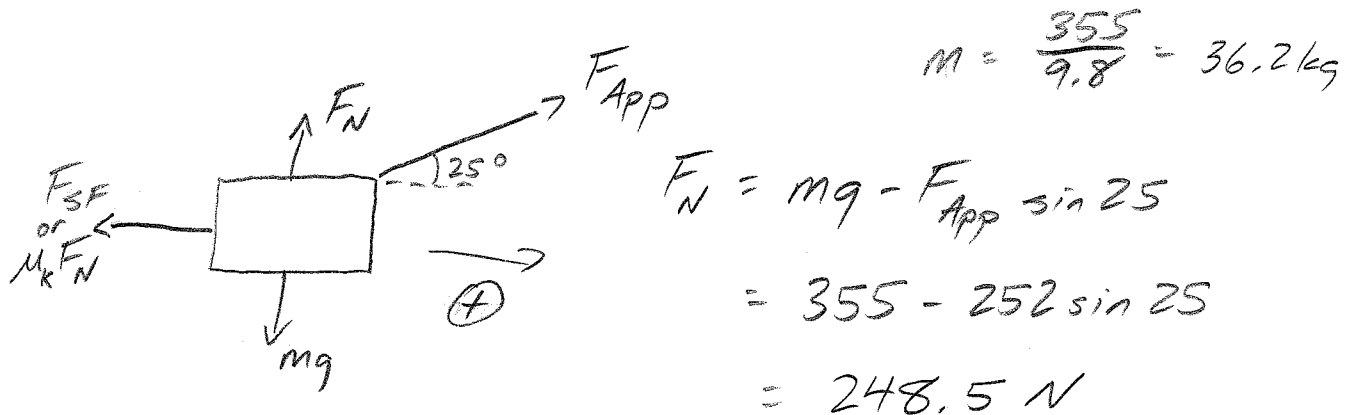 m = 355/9.8 = 36.2 kg
F_N
F_App
25°
F_SF
or
μ_k F_N
mg
(+)
F_N = mg - F_App sin 25
= 355 - 252 sin 25
= 248.5 N